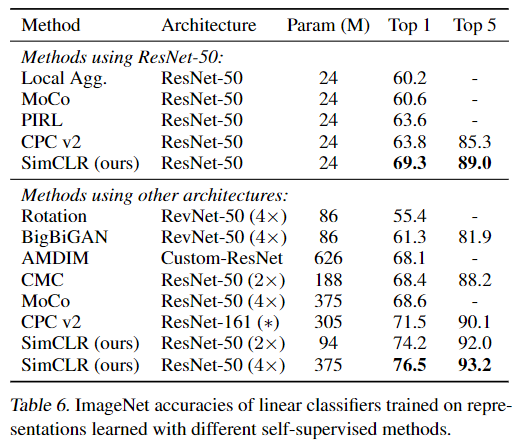 Method Architecture Param (M) Top 1 Top 5
Methods using ResNet-50:
Local Agg. ResNet-50 24 60.2 -
MoCo ResNet-50 24 60.6 -
PIRL ResNet-50 24 63.6 -
CPC v2 ResNet-50 24 63.8 85.3
SimCLR (ours) ResNet-50 24 69.3 89.0
Methods using other architectures:
Rotation RevNet-50 (4×) 86 55.4 -
BigBiGAN RevNet-50 (4×) 86 61.3 81.9
AMDIM Custom-ResNet 626 68.1 -
CMC ResNet-50 (2×) 188 68.4 88.2
MoCo ResNet-50 (4×) 375 68.6 -
CPC v2 ResNet-161 (∗) 305 71.5 90.1
SimCLR (ours) ResNet-50 (2×) 94 74.2 92.0
SimCLR (ours) ResNet-50 (4×) 375 76.5 93.2
Table 6. ImageNet accuracies of linear classifiers trained on repre-
sentations learned with different self-supervised methods.